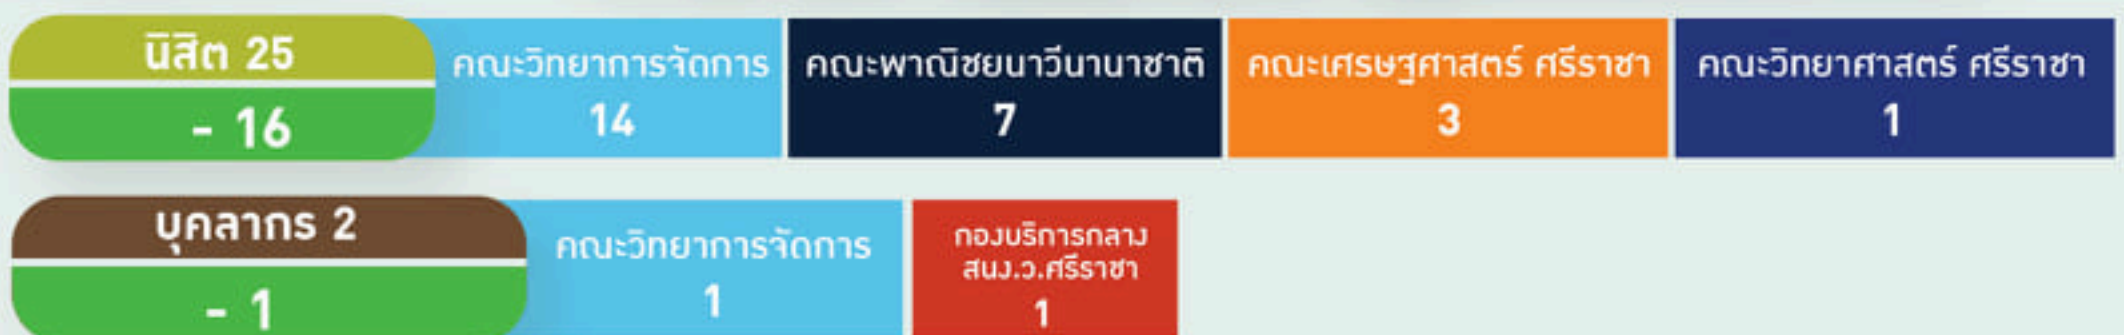 นิสิต 25
- 16
คณะวิทยาการจัดการ
14
คณะพาณิชยนาวีนานาชาติ
7
คณะเศรษฐศาสตร์ ศรีราชา
3
คณะวิทยาศาสตร์ ศรีราชา
1
บุคลากร 2
- 1
คณะวิทยาการจัดการ
1
กองบริการกลาง
สนง.ว.ศรีราชา
1